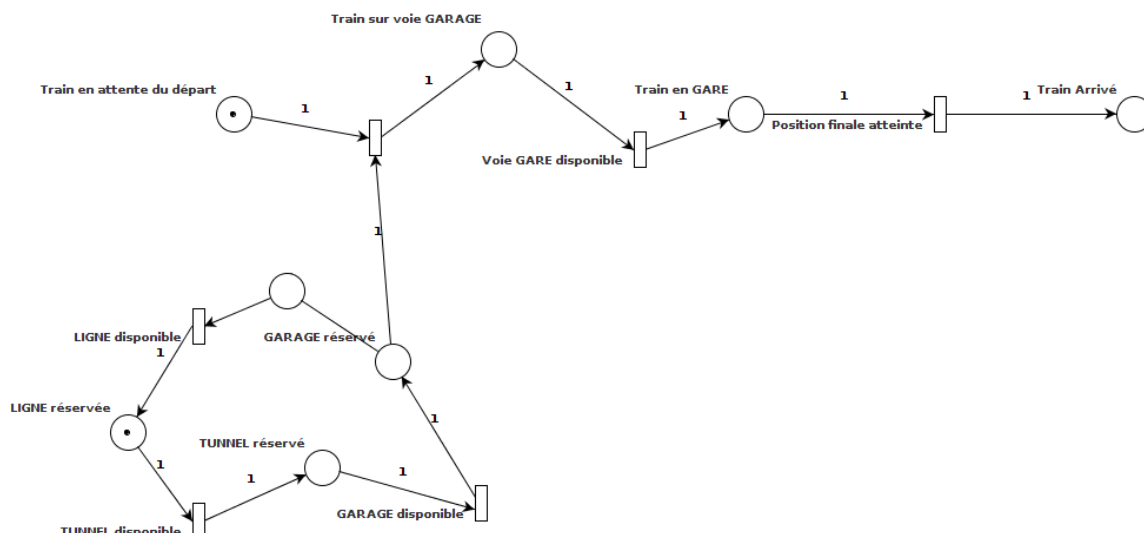 Train sur voie GARAGE
1
1
Train en attente du départ
1
Train en GARE
1
1
Train Arrivé
1
Position finale atteinte
Voie GARE disponible
1
LIGNE disponible
GARAGE réservé
1
LIGNE réservée
1
TUNNEL réservé
1
1
1
GARAGE disponible
TUNNEL disponible